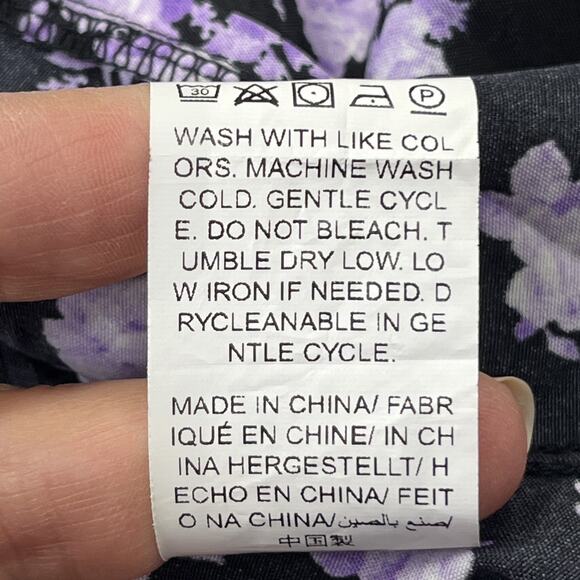 30
P
WASH WITH LIKE COL
ORS. MACHINE WASH
COLD. GENTLE CYCL
E. DO NOT BLEACH. T
UMBLE DRY LOW. LO
W IRON IF NEEDED. D
RYCLEANABLE IN GE
NTLE CYCLE.
MADE IN CHINA/ FABR
IQUÉ EN CHINE/ IN CH
INA HERGESTELLT/ H
ECHO EN CHINA/ FEIT
O NA CHINA/صنع بالصين/
中国製